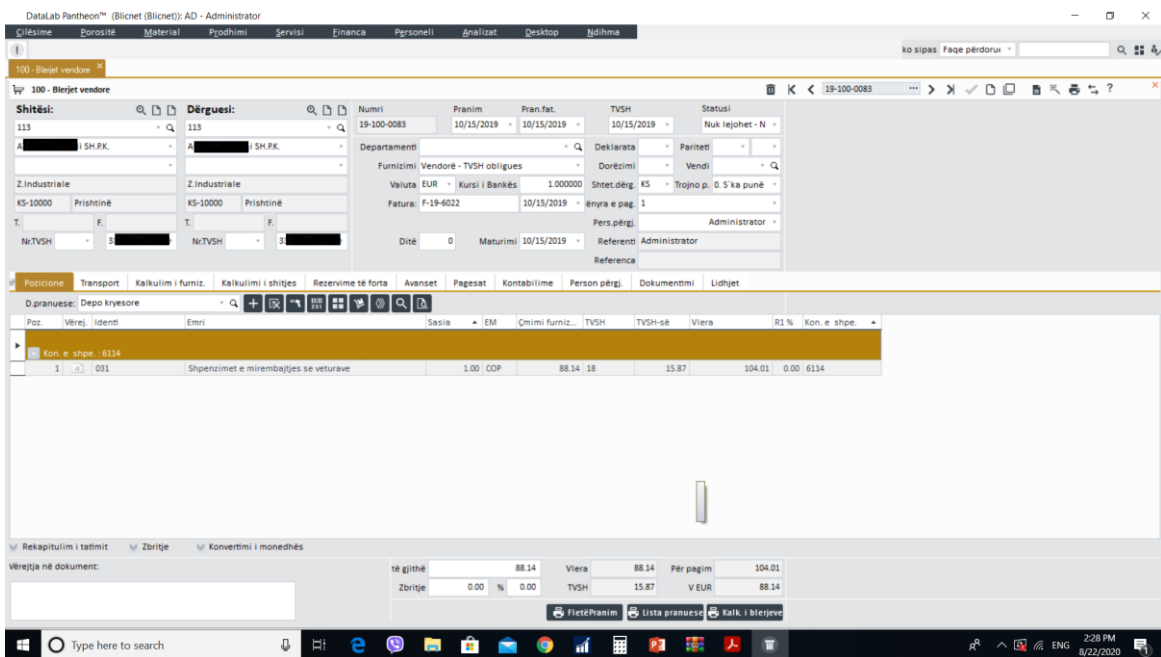 DataLab Pantheon™ (Blicnet (Blicnet)): AD - Administrator
Cilësime Porositë Material Prodhimi Servisi Financa Personeli Analizat Desktop Ndihma
ko sipas Faqe përdorue
100 - Blerjet vendore
100 - Blerjet vendore 19-100-0083
Shitësi: Dërguesi: Numri Pranim Pran.fat. TVSH Statusi
113 113 19-100-0083 10/15/2019 10/15/2019 10/15/2019 Nuk lejohet - N
A i SH.P.K. A i SH.P.K. Departamenti Deklarata Pariteti
Furnizimi Vendorë - TVSH obligues Dorëzimi Vendi
Z.Industriale Z.Industriale Valuta EUR Kursi i Bankës 1.000000 Shtet.dërg. KS Trojno p. 0. S'ka punë
KS-10000 Prishtinë KS-10000 Prishtinë Fatura: F-19-6022 10/15/2019 ënyra e pag. 1
T. F. T. F. Pers.përgj. Administrator
Nr.TVSH 3 Nr.TVSH 3 Ditë 0 Maturimi 10/15/2019 Referenti Administrator
Referenca
Pozicione Transport Kalkulim i furniz. Kalkulimi i shitjes Rezervime të forta Avanset Pagesat Kontabilime Person përgj. Dokumentimi Lidhjet
D.pranuese: Depo kryesore
Poz. Vërej. Identi Emri Sasia EM Çmimi furniz... TVSH TVSH-së Vlera R1 % Kon. e shpe.
Kon. e shpe. : 6114
1 031 Shpenzimet e mirembajtjes se veturave 1.00 COP 88.14 18 15.87 104.01 0.00 6114
Rekapitulim i tatimit Zbritje Konvertimi i monedhës
Vërejtja në dokument: të gjithë 88.14 Vlera 88.14 Për pagim 104.01
Zbritje 0.00 % 0.00 TVSH 15.87 V EUR 88.14
FletëPranim Lista pranuese Kalk. i blerjeve
Type here to search ENG 2:28 PM
8/22/2020